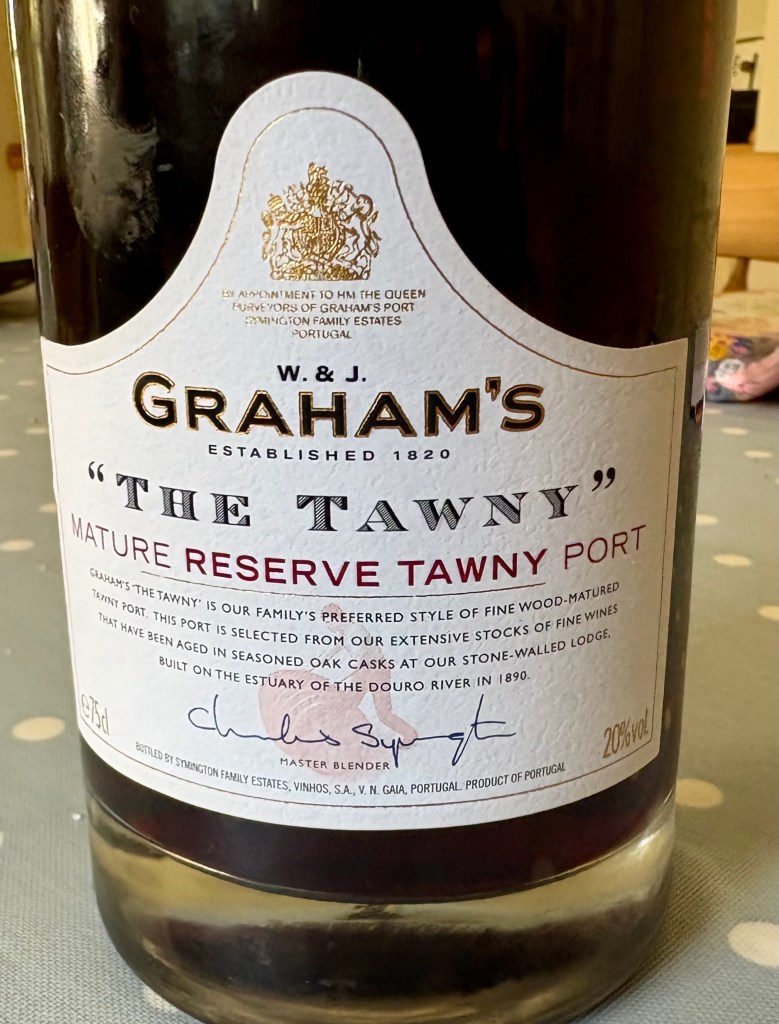 BY APPOINTMENT TO HM THE QUEEN
PURVEYORS OF GRAHAM'S PORT
SYMINGTON FAMILY ESTATES
PORTUGAL
W. & J.
GRAHAM'S
ESTABLISHED 1820
“THE TAWNY”
MATURE RESERVE TAWNY PORT
GRAHAM'S 'THE TAWNY' IS OUR FAMILY'S PREFERRED STYLE OF FINE WOOD-MATURED
TAWNY PORT. THIS PORT IS SELECTED FROM OUR EXTENSIVE STOCKS OF FINE WINES
THAT HAVE BEEN AGED IN SEASONED OAK CASKS AT OUR STONE-WALLED LODGE,
BUILT ON THE ESTUARY OF THE DOURO RIVER IN 1890.
Charles Symington
MASTER BLENDER
℮75cl
20%vol.
BOTTLED BY SYMINGTON FAMILY ESTATES, VINHOS, S.A., V. N. GAIA, PORTUGAL. PRODUCT OF PORTUGAL